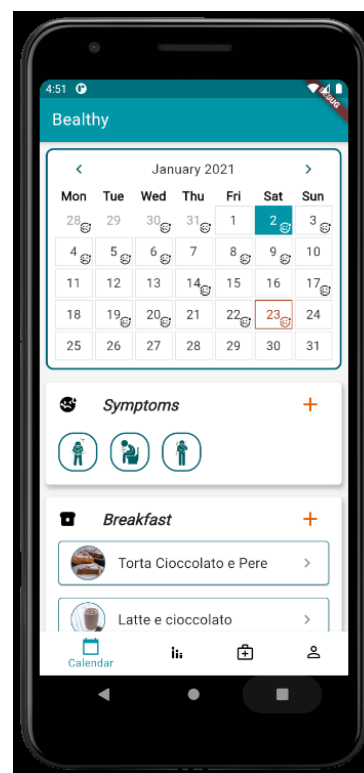 4:51
DEBUG
Bealthy
January 2021
Mon Tue Wed Thu Fri Sat Sun
28 29 30 31 1 2 3
4 5 6 7 8 9 10
11 12 13 14 15 16 17
18 19 20 21 22 23 24
25 26 27 28 29 30 31
Symptoms
Breakfast
Torta Cioccolato e Pere
Latte e cioccolato
Calendar